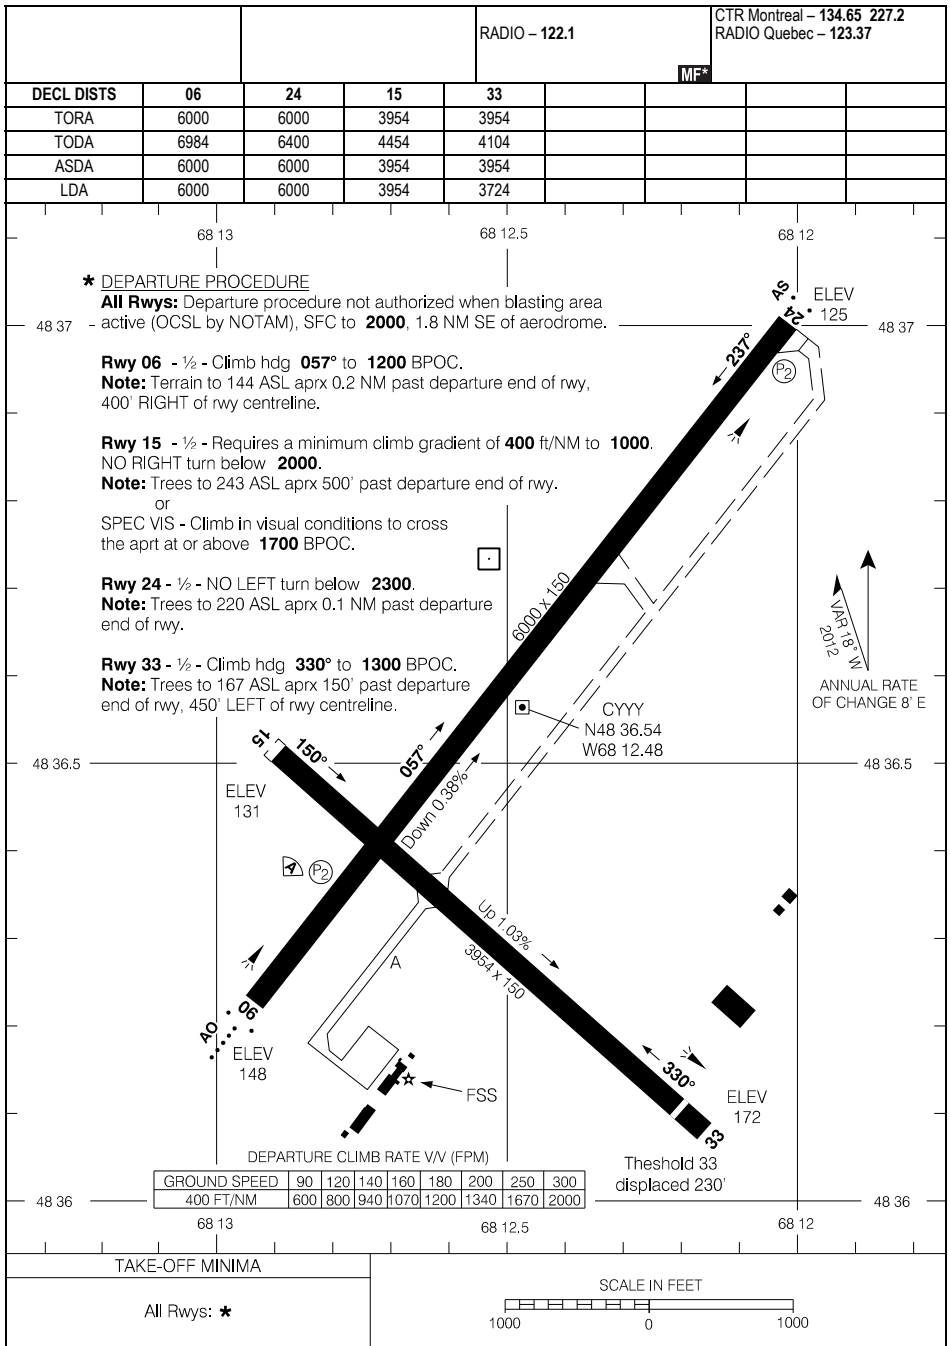 RADIO – 122.1
CTR Montreal – 134.65 227.2
RADIO Quebec – 123.37
MF*
DECL DISTS 06 24 15 33
TORA 6000 6000 3954 3954
TODA 6984 6400 4454 4104
ASDA 6000 6000 3954 3954
LDA 6000 6000 3954 3724
68 13 68 12.5 68 12
* DEPARTURE PROCEDURE
All Rwys: Departure procedure not authorized when blasting area
active (OCSL by NOTAM), SFC to 2000, 1.8 NM SE of aerodrome.
Rwy 06 - ½ - Climb hdg 057° to 1200 BPOC.
Note: Terrain to 144 ASL aprx 0.2 NM past departure end of rwy,
400' RIGHT of rwy centreline.
Rwy 15 - ½ - Requires a minimum climb gradient of 400 ft/NM to 1000.
NO RIGHT turn below 2000.
Note: Trees to 243 ASL aprx 500' past departure end of rwy.
or
SPEC VIS - Climb in visual conditions to cross
the aprt at or above 1700 BPOC.
Rwy 24 - ½ - NO LEFT turn below 2300.
Note: Trees to 220 ASL aprx 0.1 NM past departure
end of rwy.
Rwy 33 - ½ - Climb hdg 330° to 1300 BPOC.
Note: Trees to 167 ASL aprx 150' past departure
end of rwy, 450' LEFT of rwy centreline.
48 37
48 37
AS
24
ELEV
125
237°
P2
6000 x 150
VAR 18° W
2012
ANNUAL RATE
OF CHANGE 8' E
CYYY
N48 36.54
W68 12.48
48 36.5
48 36.5
15
150°
057°
Down 0.38%
ELEV
131
A
P2
Up 1.03%
3954 x 150
A
06
AO
ELEV
148
FSS
330°
33
ELEV
172
Theshold 33
displaced 230'
DEPARTURE CLIMB RATE V/V (FPM)
GROUND SPEED 90 120 140 160 180 200 250 300
400 FT/NM 600 800 940 1070 1200 1340 1670 2000
48 36
48 36
68 13 68 12.5 68 12
TAKE-OFF MINIMA
All Rwys: *
SCALE IN FEET
1000 0 1000